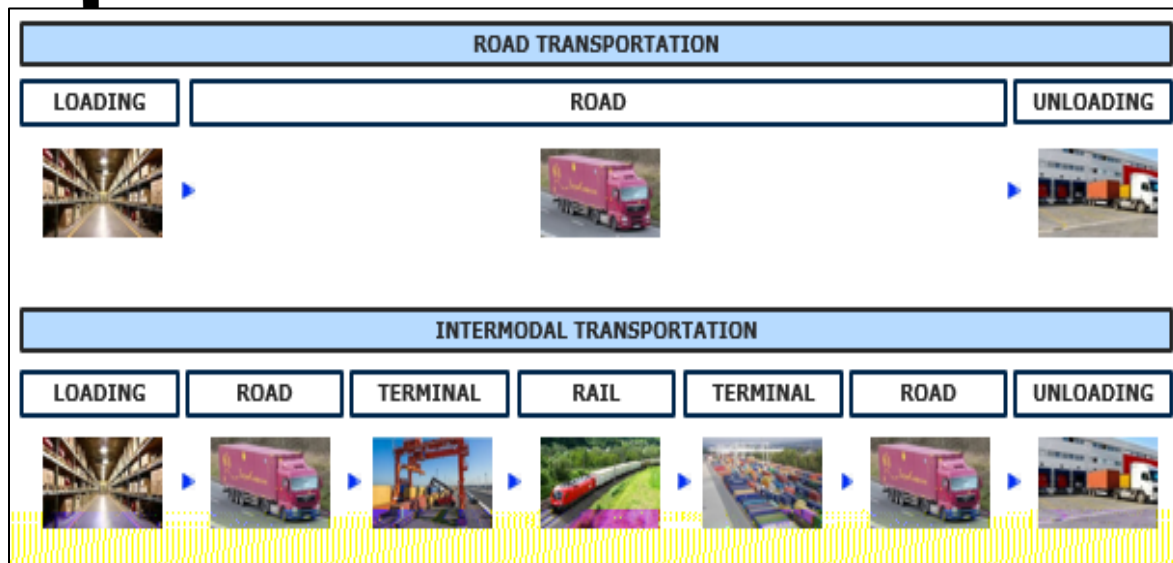 ROAD TRANSPORTATION
LOADING ROAD UNLOADING
INTERMODAL TRANSPORTATION
LOADING ROAD TERMINAL RAIL TERMINAL ROAD UNLOADING